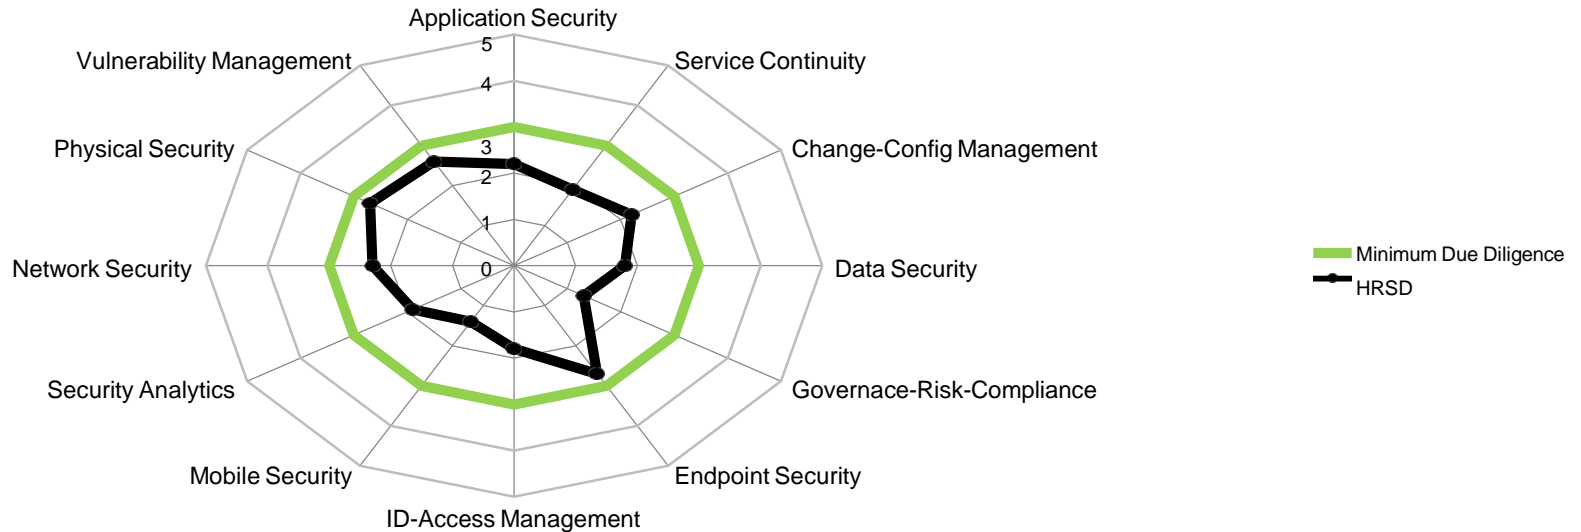 Application Security
5
Vulnerability Management
Service Continuity
4
Physical Security
3
Change-Config Management
2
1
Network Security
0
Data Security
Minimum Due Diligence
HRSD
Security Analytics
Governace-Risk-Compliance
Mobile Security
Endpoint Security
ID-Access Management